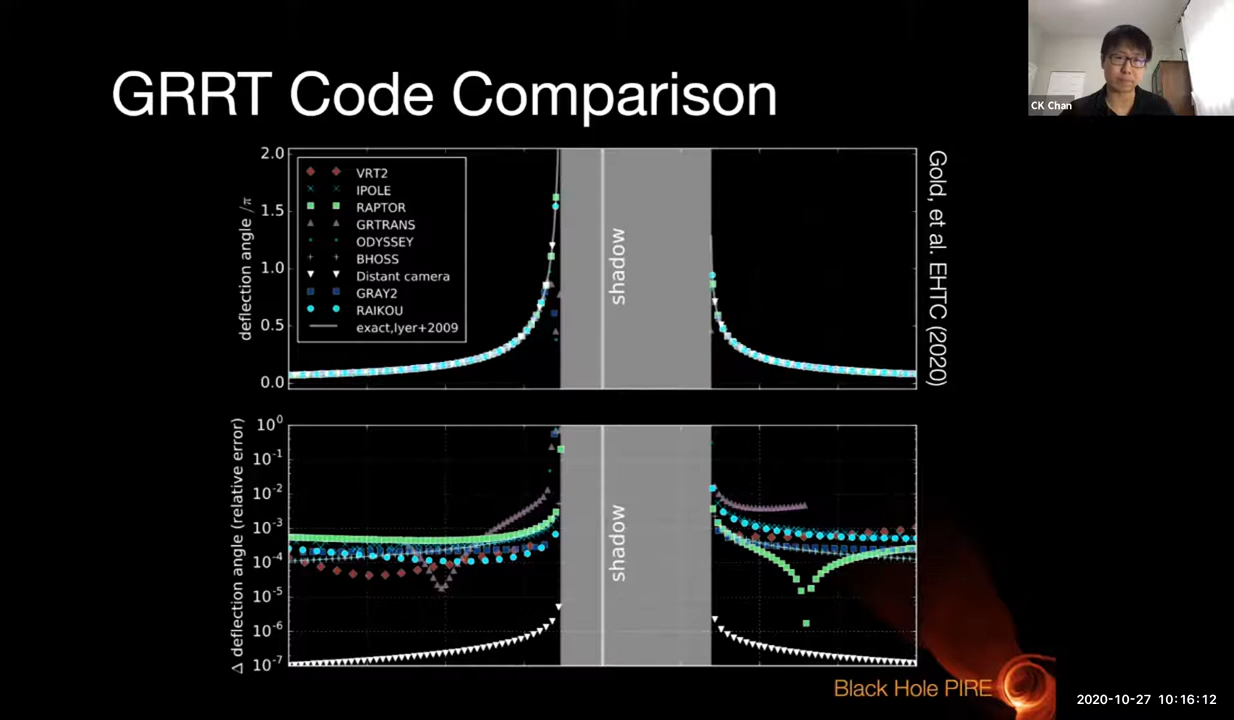 GRRT Code Comparison
CK Chan
2.0
1.5
1.0
0.5
0.0
deflection angle /π
VRT2
IPOLE
RAPTOR
GRTRANS
ODYSSEY
BHOSS
Distant camera
GRAY2
RAIKOU
exact,Iyer+2009
shadow
Gold, et al. EHTC (2020)
10^0
10^-1
10^-2
10^-3
10^-4
10^-5
10^-6
10^-7
Δ deflection angle (relative error)
shadow
Black Hole PIRE
2020-10-27 10:16:12